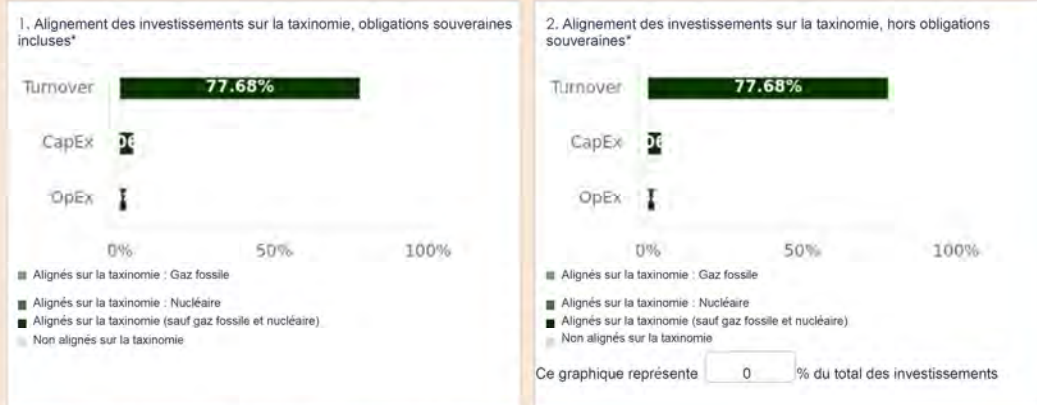 1. Alignement des investissements sur la taxinomie, obligations souveraines
incluses*
Turnover
77.68%
CapEx
OpEx
0%
50%
100%
Alignés sur la taxinomie : Gaz fossile
Alignés sur la taxinomie : Nucléaire
Alignés sur la taxinomie (sauf gaz fossile et nucléaire)
Non alignés sur la taxinomie
2. Alignement des investissements sur la taxinomie, hors obligations
souveraines*
Turnover
77.68%
CapEx
OpEx
0%
50%
100%
Alignés sur la taxinomie : Gaz fossile
Alignés sur la taxinomie : Nucléaire
Alignés sur la taxinomie (sauf gaz fossile et nucléaire)
Non alignés sur la taxinomie
Ce graphique représente 0 % du total des investissements